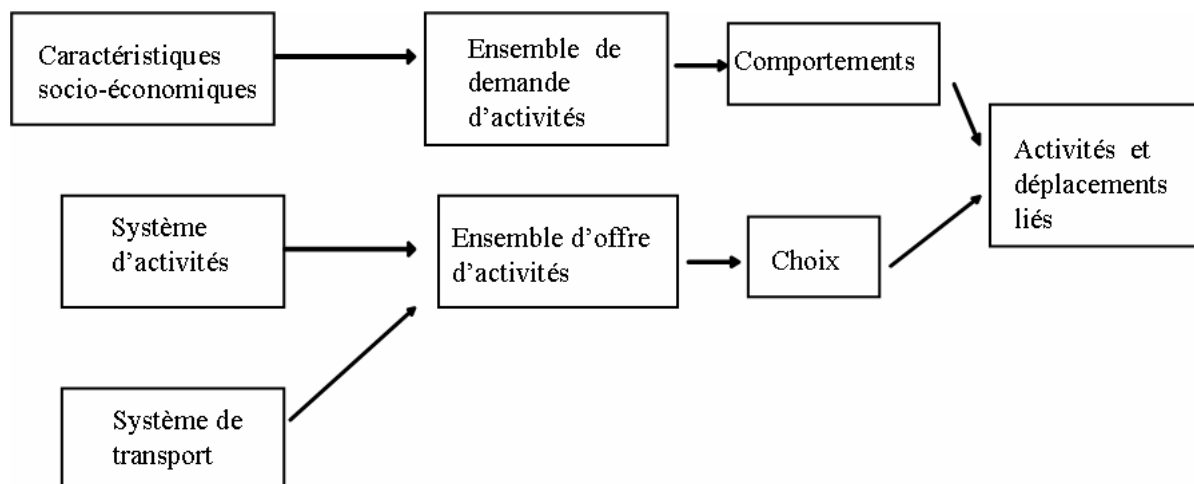 Caractéristiques
socio-économiques
Ensemble de
demande
d’activités
Comportements
Activités et
déplacements
liés
Système
d’activités
Ensemble d’offre
d’activités
Choix
Système de
transport